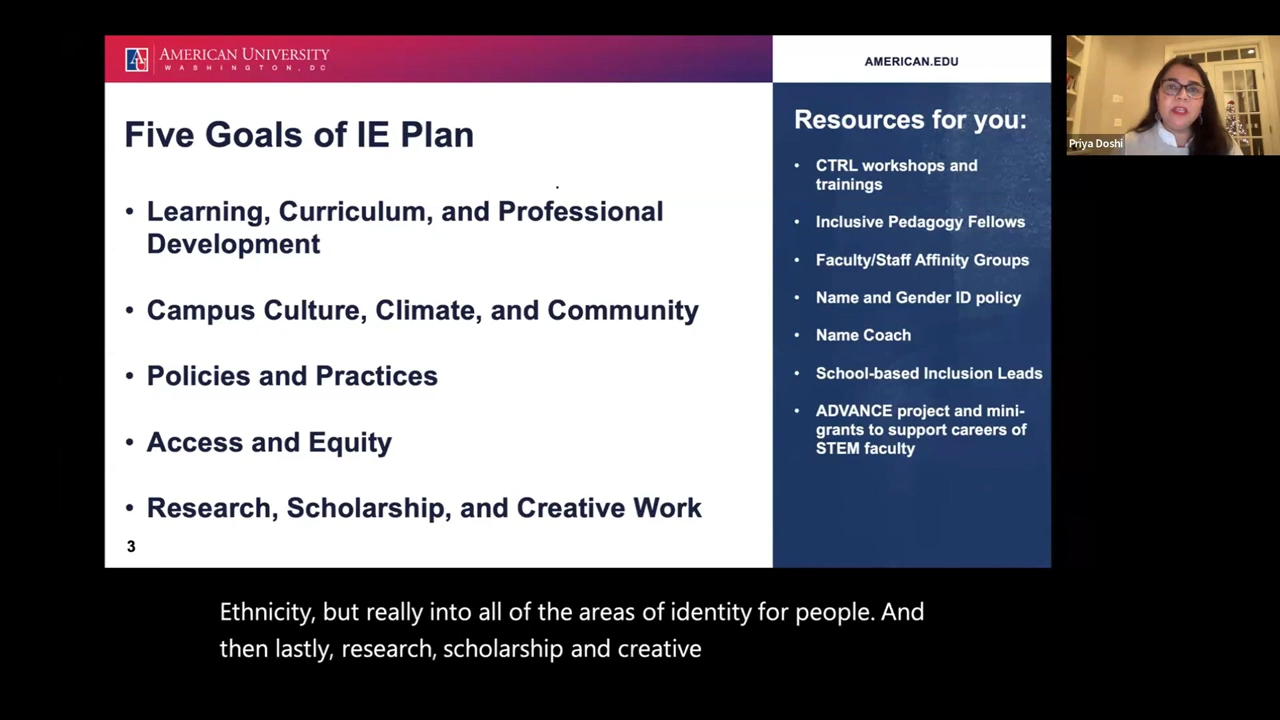 AMERICAN UNIVERSITY
WASHINGTON, DC
AMERICAN.EDU
Five Goals of IE Plan
• Learning, Curriculum, and Professional
Development
• Campus Culture, Climate, and Community
• Policies and Practices
• Access and Equity
• Research, Scholarship, and Creative Work
3
Resources for you:
• CTRL workshops and
trainings
• Inclusive Pedagogy Fellows
• Faculty/Staff Affinity Groups
• Name and Gender ID policy
• Name Coach
• School-based Inclusion Leads
• ADVANCE project and mini-
grants to support careers of
STEM faculty
Priya Doshi
Ethnicity, but really into all of the areas of identity for people. And
then lastly, research, scholarship and creative